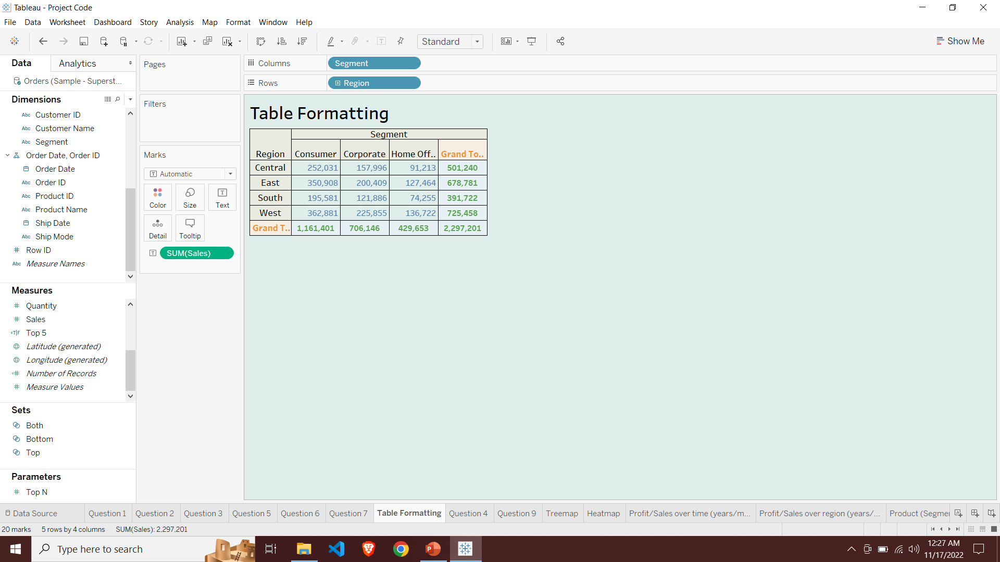 Tableau - Project Code
File Data Worksheet Dashboard Story Analysis Map Format Window Help
Standard
Show Me
Data Analytics
Orders (Sample - Superst...
Dimensions
Abc Customer ID
Abc Customer Name
Abc Segment
Order Date, Order ID
Order Date
Abc Order ID
Abc Product ID
Abc Product Name
Ship Date
Abc Ship Mode
# Row ID
Abc Measure Names
Measures
# Quantity
# Sales
=T|F Top 5
Latitude (generated)
Longitude (generated)
=# Number of Records
# Measure Values
Sets
Both
Bottom
Top
Parameters
# Top N
Pages
Filters
Marks
T Automatic
Color Size Text
Detail Tooltip
T SUM(Sales)
Columns Segment
Rows Region
Table Formatting
Segment
Region Consumer Corporate Home Off.. Grand To..
Central 252,031 157,996 91,213 501,240
East 350,908 200,409 127,464 678,781
South 195,581 121,886 74,255 391,722
West 362,881 225,855 136,722 725,458
Grand T.. 1,161,401 706,146 429,653 2,297,201
Data Source Question 1 Question 2 Question 3 Question 5 Question 6 Question 7 Table Formatting Question 4 Question 9 Treemap Heatmap Profit/Sales over time (years/m... Profit/Sales over region (years/... Product (Segmen
20 marks 5 rows by 4 columns SUM(Sales): 2,297,201
Type here to search
12:27 AM
11/17/2022